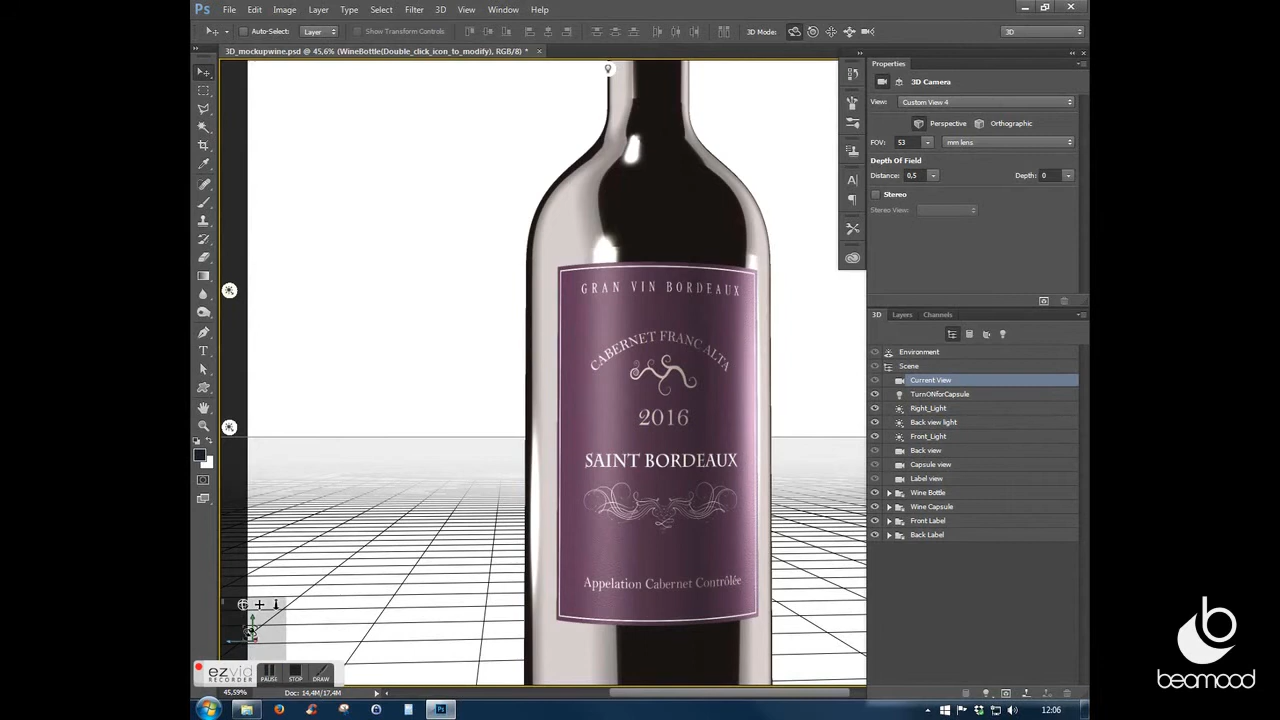 Ps File Edit Image Layer Type Select Filter 3D View Window Help
Auto-Select: Layer Show Transform Controls 3D Mode: 3D
3D_mockupwine.psd @ 45,6% (WineBottle(Double_click_icon_to_modify), RGB/8) *
Properties
3D Camera
View: Custom View 4
Perspective Orthographic
FOV: 53 mm lens
Depth Of Field
Distance: 0,5 Depth: 0
Stereo
Stereo View:
3D Layers Channels
Environment
Scene
Current View
TurnONforCapsule
Right_Light
Back view light
Front_Light
Back view
Capsule view
Label view
Wine Bottle
Wine Capsule
Front Label
Back Label
GRAN VIN BORDEAUX
CABERNET FRANC ALTA
2016
SAINT BORDEAUX
Appelation Cabernet Contrôlée
ezvid
RECORDER
PAUSE STOP DRAW
45,59% Doc: 14,4M/17,4M
12:06
beamood